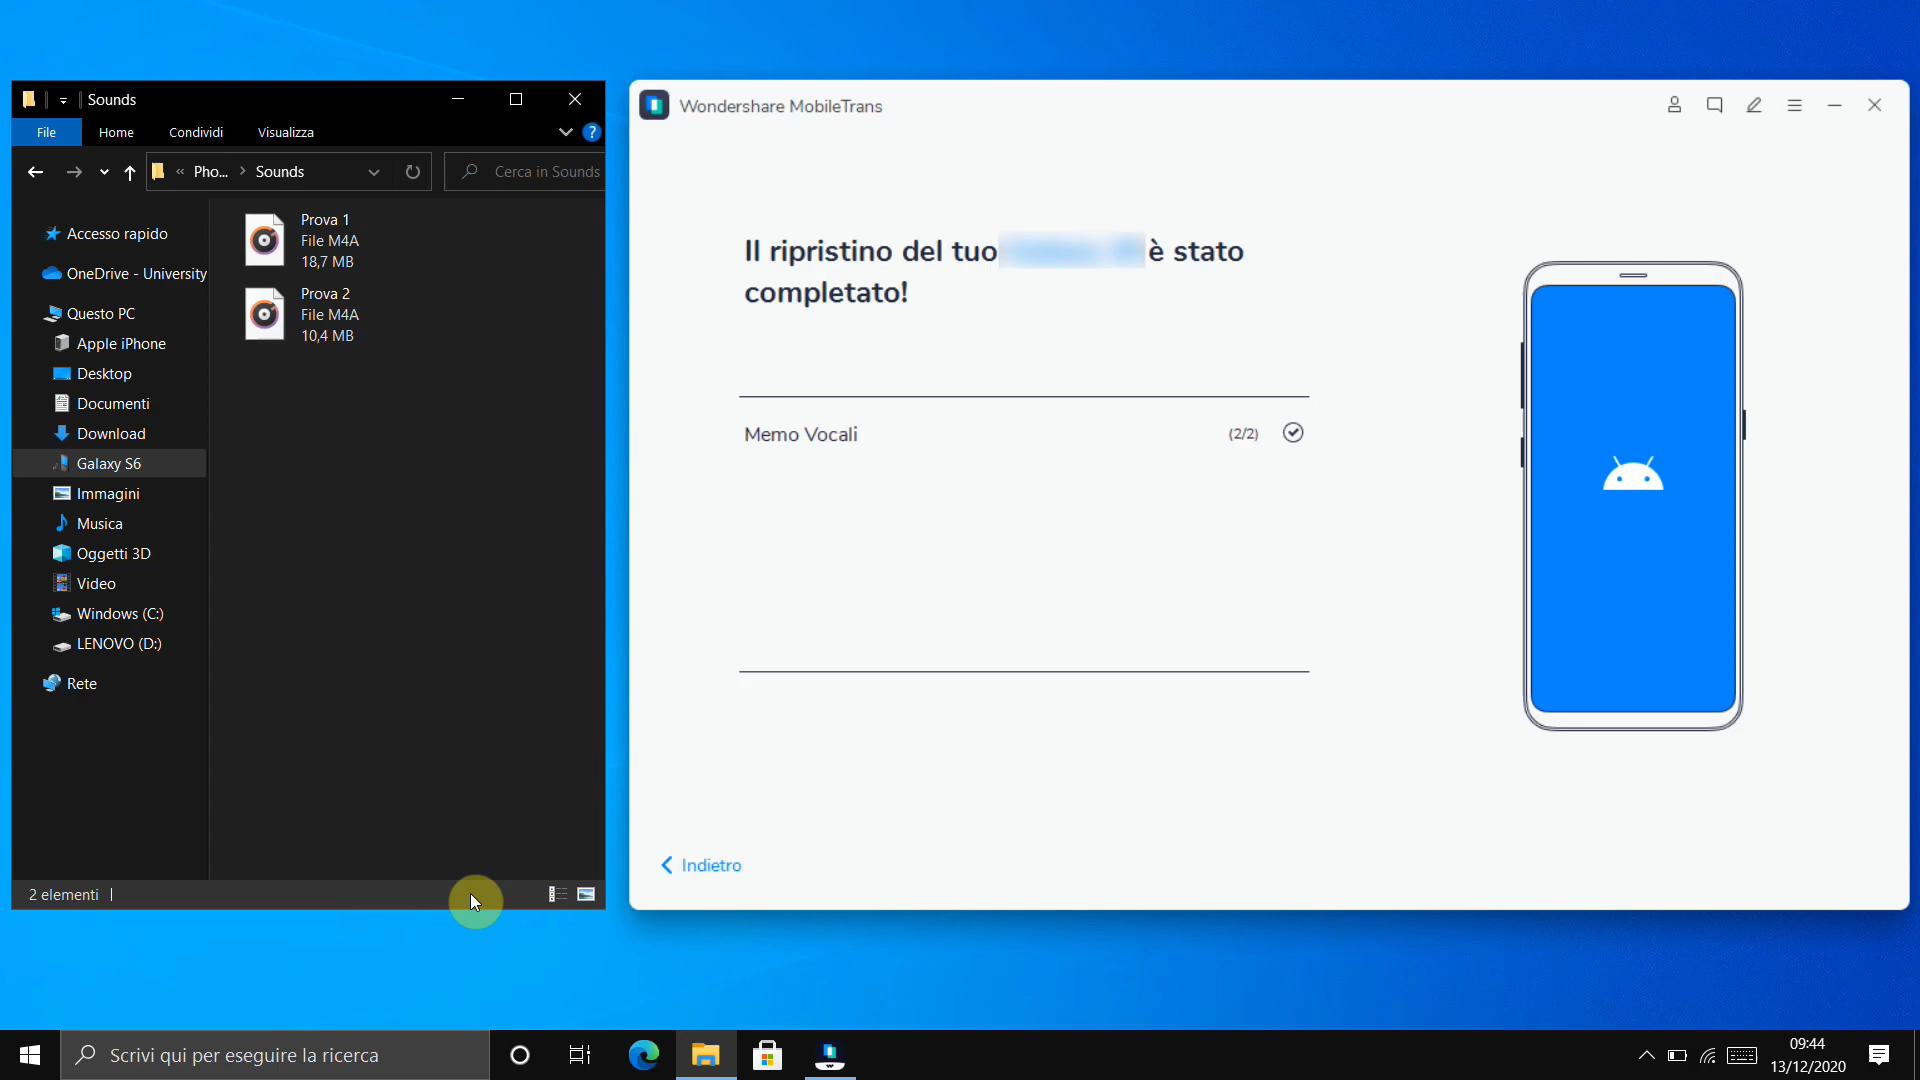 Sounds
File
Home
Condividi
Visualizza
?
« Pho... > Sounds
Cerca in Sounds
Accesso rapido
OneDrive - University
Questo PC
Apple iPhone
Desktop
Documenti
Download
Galaxy S6
Immagini
Musica
Oggetti 3D
Video
Windows (C:)
LENOVO (D:)
Rete
Prova 1
File M4A
18,7 MB
Prova 2
File M4A
10,4 MB
2 elementi
Wondershare MobileTrans
Il ripristino del tuo è stato
completato!
Memo Vocali (2/2)
Indietro
Scrivi qui per eseguire la ricerca
09:44
13/12/2020